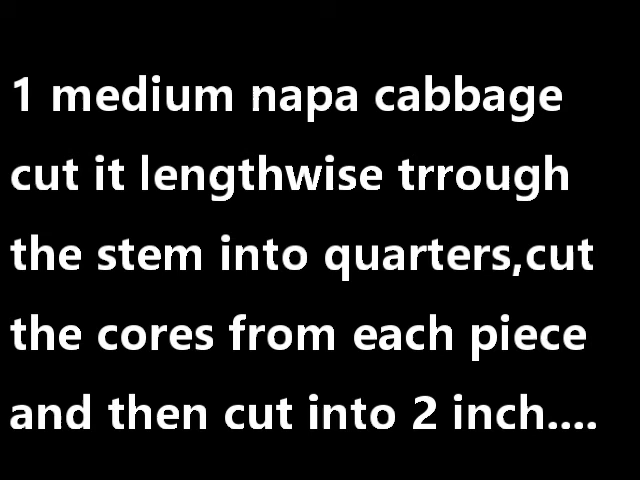 1 medium napa cabbage
cut it lengthwise trrough
the stem into quarters,cut
the cores from each piece
and then cut into 2 inch....